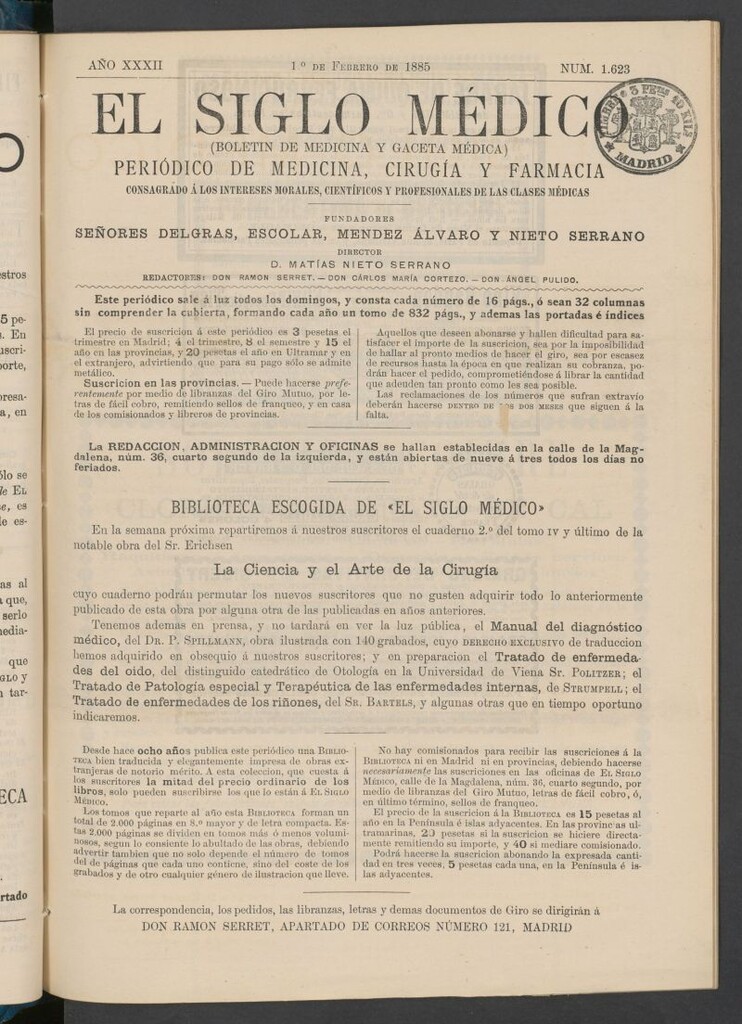 AÑO XXXII
1.º DE FEBRERO DE 1885
NUM. 1.623
EL SIGLO MÉDICO
(BOLETIN DE MEDICINA Y GACETA MÉDICA)
PERIÓDICO DE MEDICINA, CIRUGÍA Y FARMACIA
CONSAGRADO Á LOS INTERESES MORALES, CIENTÍFICOS Y PROFESIONALES DE LAS CLASES MÉDICAS
TIMBRE 3 PETAS 10 KILS
MADRID
FUNDADORES
SEÑORES DELGRAS, ESCOLAR, MENDEZ ÁLVARO Y NIETO SERRANO
DIRECTOR
D. MATÍAS NIETO SERRANO
REDACTORES: DON RAMON SERRET. — DON CÁRLOS MARÍA CORTEZO. — DON ÁNGEL PULIDO.
Este periódico sale á luz todos los domingos, y consta cada número de 16 págs., ó sean 32 columnas
sin comprender la cubierta, formando cada año un tomo de 832 págs., y ademas las portadas é índices
El precio de suscricion á este periódico es 3 pesetas el
trimestre en Madrid; 4 el trimestre, 8 el semestre y 15 el
año en las provincias, y 20 pesetas el año en Ultramar y en
el extranjero, advirtiendo que para su pago sólo se admite
metálico.
Suscricion en las provincias. — Puede hacerse prefe-
rentemente por medio de libranzas del Giro Mutuo, por le-
tras de fácil cobro, remitiendo sellos de franqueo, y en casa
de los comisionados y libreros de provincias.
Aquellos que deseen abonarse y hallen dificultad para sa-
tisfacer el importe de la suscricion, sea por la imposibilidad
de hallar al pronto medios de hacer el giro, sea por escasez
de recursos hasta la época en que realizan su cobranza, po-
drán hacer el pedido, comprometiéndose á librar la cantidad
que adeuden tan pronto como les sea posible.
Las reclamaciones de los números que sufran extravío
deberán hacerse DENTRO DE LOS DOS MESES que siguen á la
falta.
La REDACCION, ADMINISTRACION Y OFICINAS se hallan establecidas en la calle de la Mag-
dalena, núm. 36, cuarto segundo de la izquierda, y están abiertas de nueve á tres todos los días no
feriados.
BIBLIOTECA ESCOGIDA DE «EL SIGLO MÉDICO»
En la semana próxima repartiremos á nuestros suscritores el cuaderno 2.º del tomo IV y último de la
notable obra del Sr. Erichsen
La Ciencia y el Arte de la Cirugía
cuyo cuaderno podrán permutar los nuevos suscritores que no gusten adquirir todo lo anteriormente
publicado de esta obra por alguna otra de las publicadas en años anteriores.
Tenemos ademas en prensa, y no tardará en ver la luz pública, el Manual del diagnóstico
médico, del DR. P. SPILLMANN, obra ilustrada con 140 grabados, cuyo DERECHO EXCLUSIVO de traduccion
hemos adquirido en obsequio á nuestros suscritores; y en preparacion el Tratado de enfermeda-
des del oido, del distinguido catedrático de Otología en la Universidad de Viena Sr. POLITZER; el
Tratado de Patología especial y Terapéutica de las enfermedades internas, de STRUMPELL; el
Tratado de enfermedades de los riñones, del SR. BARTELS, y algunas otras que en tiempo oportuno
indicaremos.
Desde hace ocho años publica este periódico una BIBLIO-
TECA bien traducida y elegantemente impresa de obras ex-
tranjeras de notorio mérito. A esta coleccion, que cuesta á
los suscritores la mitad del precio ordinario de los
libros, solo pueden suscribirse los que lo están á EL SIGLO
MÉDICO.
Los tomos que reparte al año esta BIBLIOTECA forman un
total de 2.000 páginas en 8.º mayor y de letra compacta. Es-
tas 2.000 páginas se dividen en tomos más ó ménos volumi-
nosos, segun lo consiente lo abultado de las obras, debiendo
advertir tambien que no solo depende el número de tomos
del de páginas que cada uno contiene, sino del coste de los
grabados y de otro cualquier género de ilustracion que lleve.
No hay comisionados para recibir las suscriciones á la
BIBLIOTECA ni en Madrid ni en provincias, debiendo hacerse
necesariamente las suscriciones en las oficinas de EL SIGLO
MÉDICO, calle de la Magdalena, núm. 36, cuarto segundo, por
medio de libranzas del Giro Mutuo, letras de fácil cobro, ó,
en último término, sellos de franqueo.
El precio de la suscricion á la BIBLIOTECA es 15 pesetas al
año en la Península é islas adyacentes. En las provincias ul-
tramarinas, 20 pesetas si la suscricion se hiciere directa-
mente remitiendo su importe, y 40 si mediare comisionado.
Podrá hacerse la suscricion abonando la expresada canti-
dad en tres veces, 5 pesetas cada una, en la Península é is-
las adyacentes.
La correspondencia, los pedidos, las libranzas, letras y demas documentos de Giro se dirigirán á
DON RAMON SERRET, APARTADO DE CORREOS NÚMERO 121, MADRID